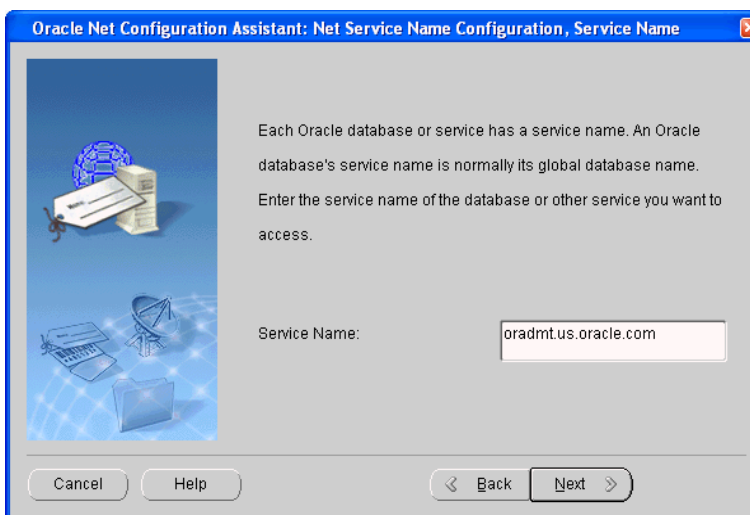 Oracle Net Configuration Assistant: Net Service Name Configuration, Service Name
Each Oracle database or service has a service name. An Oracle
database's service name is normally its global database name.
Enter the service name of the database or other service you want to
access.
Service Name:
oradmt.us.oracle.com
Cancel
Help
Back
Next